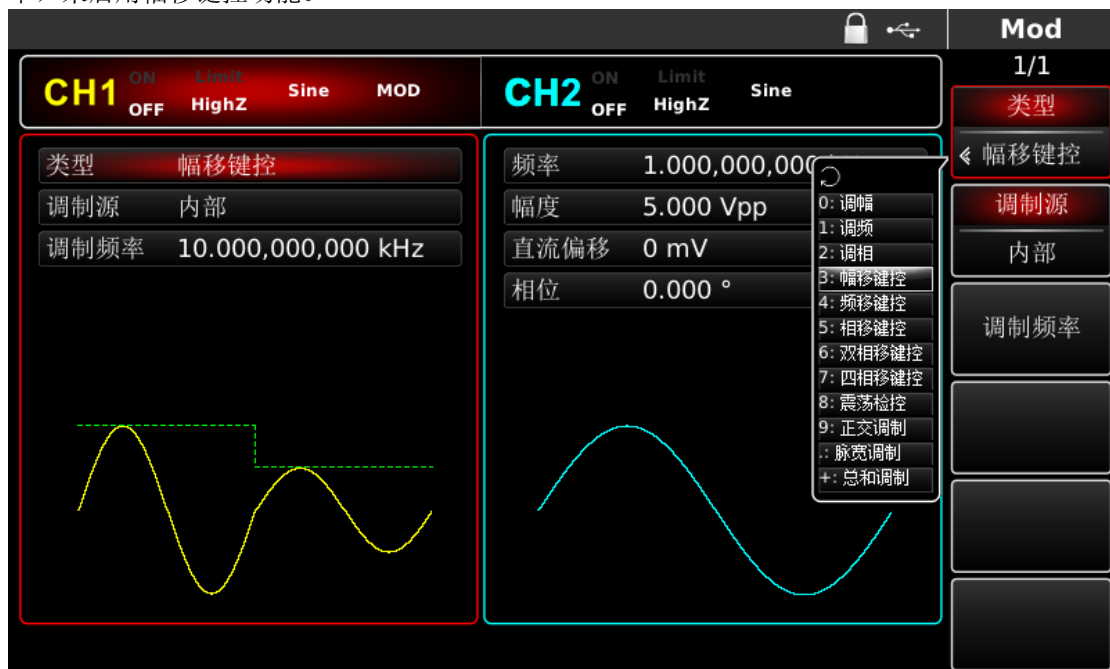 Mod
1/1
CH1 ON OFF Limit HighZ Sine MOD
CH2 ON OFF Limit HighZ Sine
类型
幅移键控
调制源
内部
调制频率
类型 幅移键控
调制源 内部
调制频率 10.000,000,000 kHz
频率 1.000,000,000
幅度 5.000 Vpp
直流偏移 0 mV
相位 0.000 °
0: 调幅
1: 调频
2: 调相
3: 幅移键控
4: 频移键控
5: 相移键控
6: 双相移键控
7: 四相移键控
8: 震荡检控
9: 正交调制
.: 脉宽调制
+: 总和调制